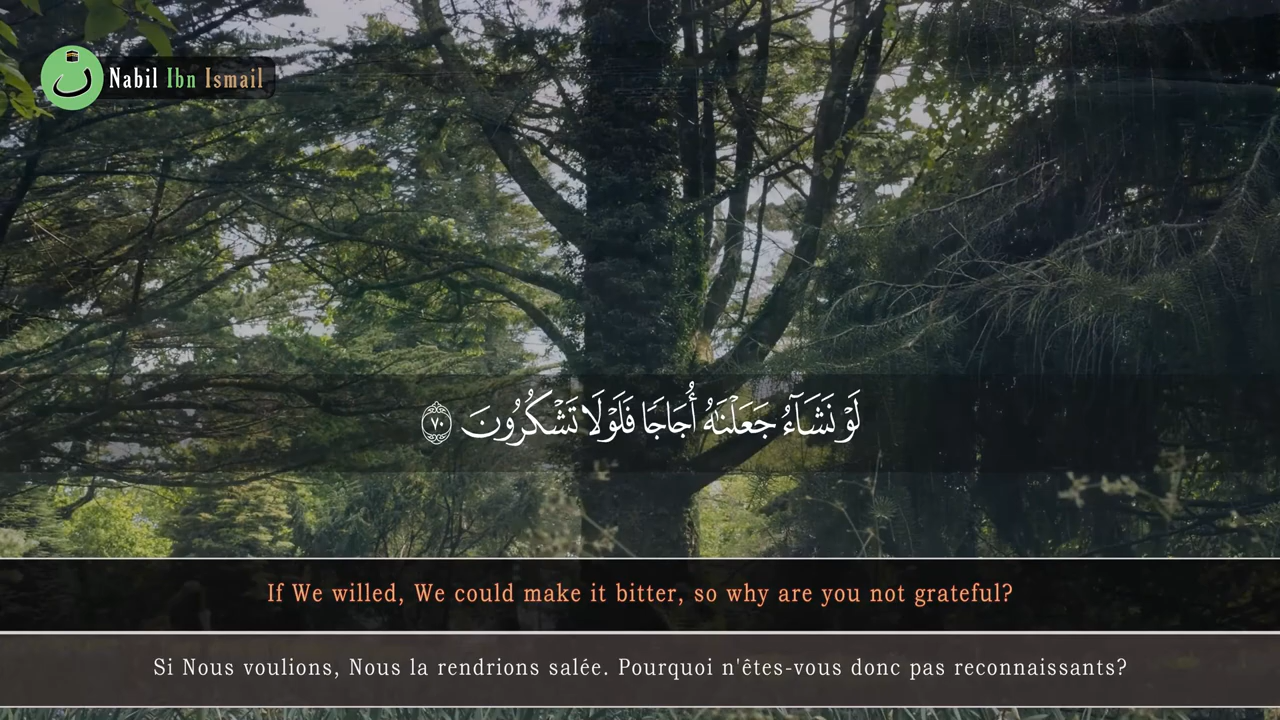 ن Nabil Ibn Ismail
لَوْ نَشَآءُ جَعَلْنَٰهُ أُجَاجًا فَلَوْلَا تَشْكُرُونَ ٧٠
If We willed, We could make it bitter, so why are you not grateful?
Si Nous voulions, Nous la rendrions salée. Pourquoi n'êtes-vous donc pas reconnaissants?